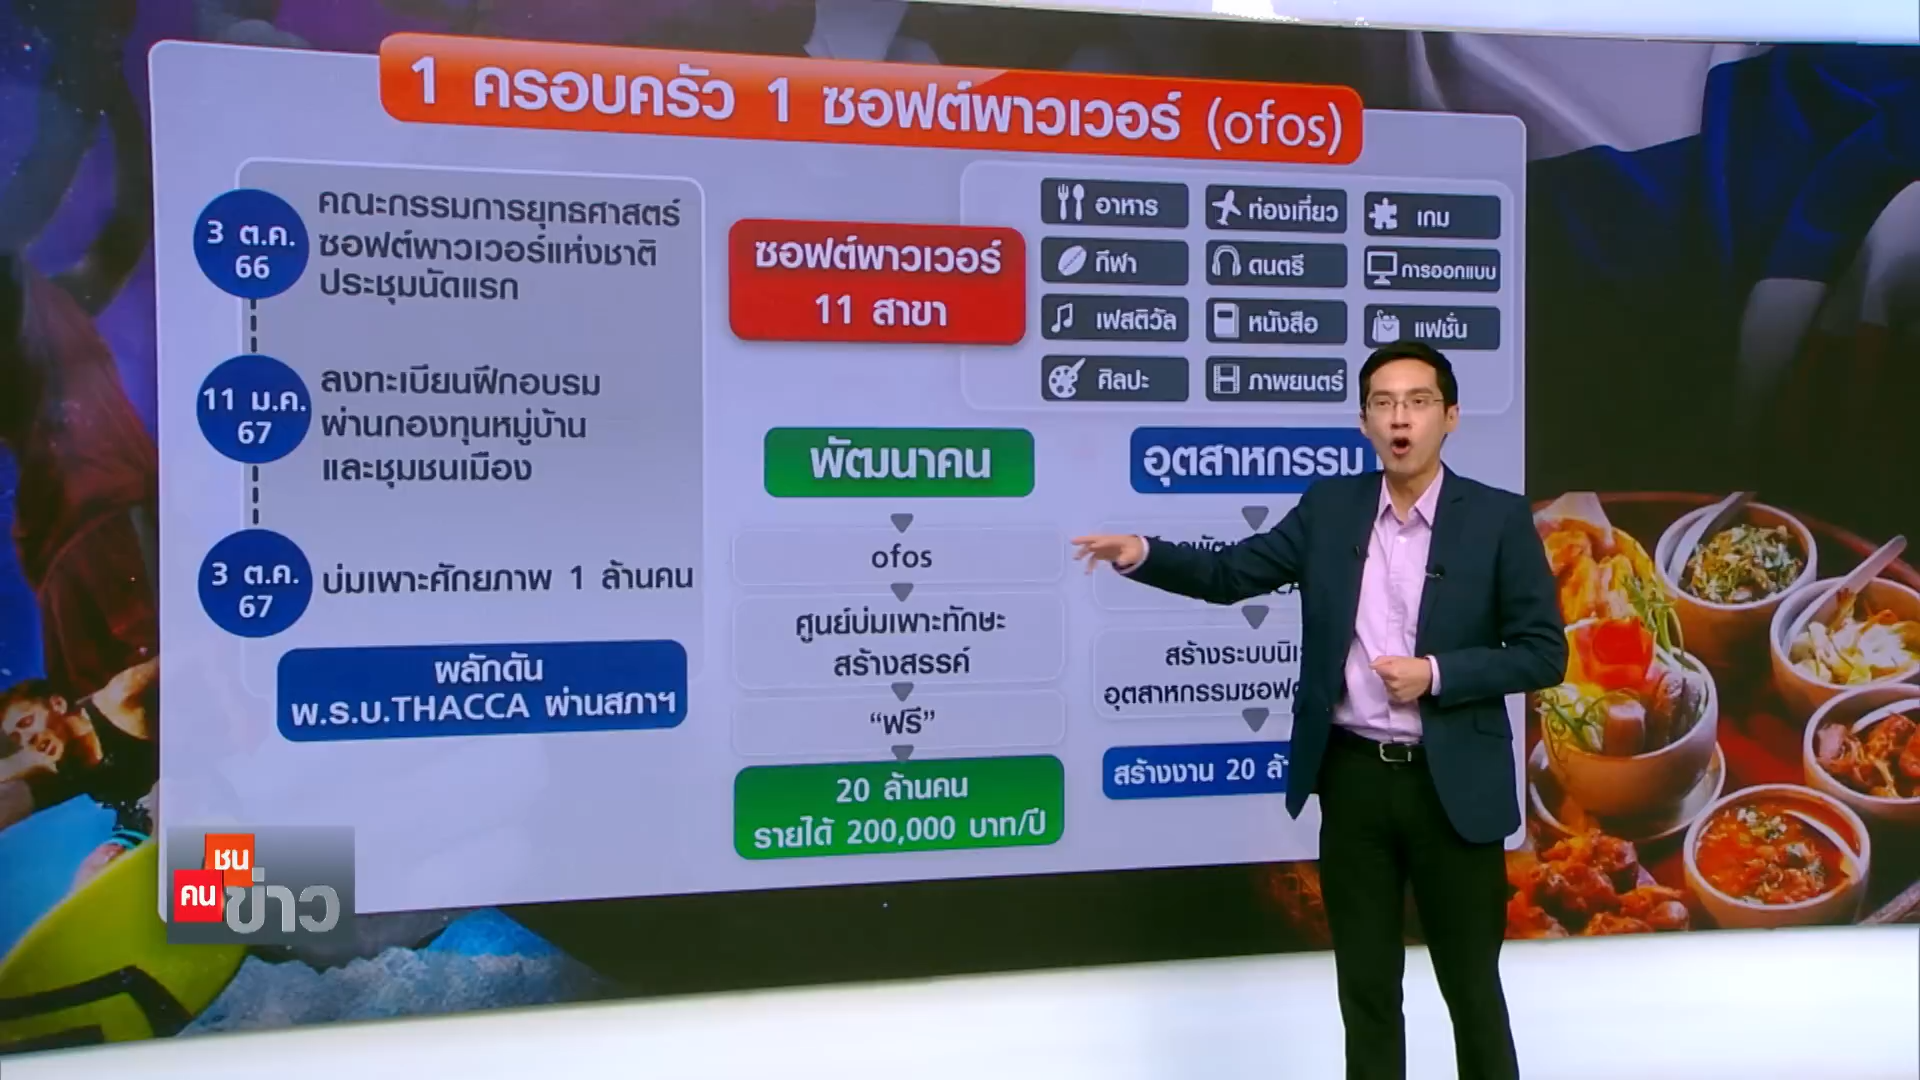 1 ครอบครัว 1 ซอฟต์พาวเวอร์ (ofos)
3 ต.ค.
66
คณะกรรมการยุทธศาสตร์
ซอฟต์พาวเวอร์แห่งชาติ
ประชุมนัดแรก
11 ม.ค.
67
ลงทะเบียนฝึกอบรม
ผ่านกองทุนหมู่บ้าน
และชุมชนเมือง
3 ต.ค.
67
บ่มเพาะศักยภาพ 1 ล้านคน
ผลักดัน
พ.ร.บ.THACCA ผ่านสภาฯ
ซอฟต์พาวเวอร์
11 สาขา
อาหาร
ท่องเที่ยว
เกม
กีฬา
ดนตรี
การออกแบบ
เฟสติวัล
หนังสือ
แฟชั่น
ศิลปะ
ภาพยนตร์
พัฒนาคน
ofos
ศูนย์บ่มเพาะทักษะ
สร้างสรรค์
“ฟรี”
20 ล้านคน
รายได้ 200,000 บาท/ปี
อุตสาหกรรม
สร้างระบบ
สร้างงาน 20
ชน
คน
ข่าว